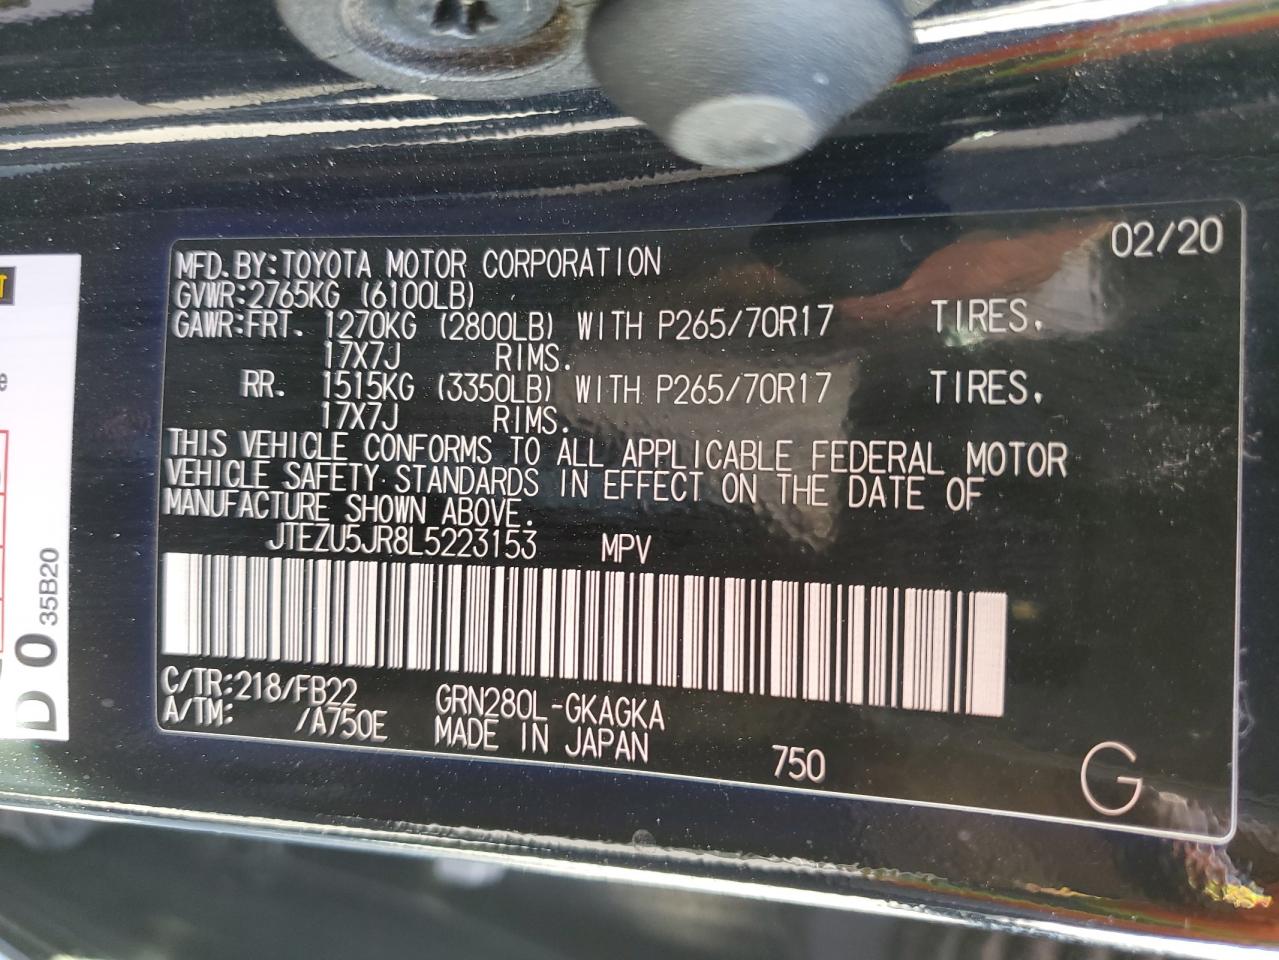 02/20
MFD. BY:TOYOTA MOTOR CORPORATION
GVWR:2765KG (6100LB)
GAWR:FRT. 1270KG (2800LB) WITH P265/70R17 TIRES.
17X7J RIMS.
RR. 1515KG (3350LB) WITH P265/70R17 TIRES.
17X7J RIMS.
THIS VEHICLE CONFORMS TO ALL APPLICABLE FEDERAL MOTOR
VEHICLE SAFETY STANDARDS IN EFFECT ON THE DATE OF
MANUFACTURE SHOWN ABOVE.
JTEZU5JR8L5223153 MPV
C/TR:218/FB22 GRN280L-GKAGKA
A/TM: /A750E MADE IN JAPAN
750
G
D 0 35B20